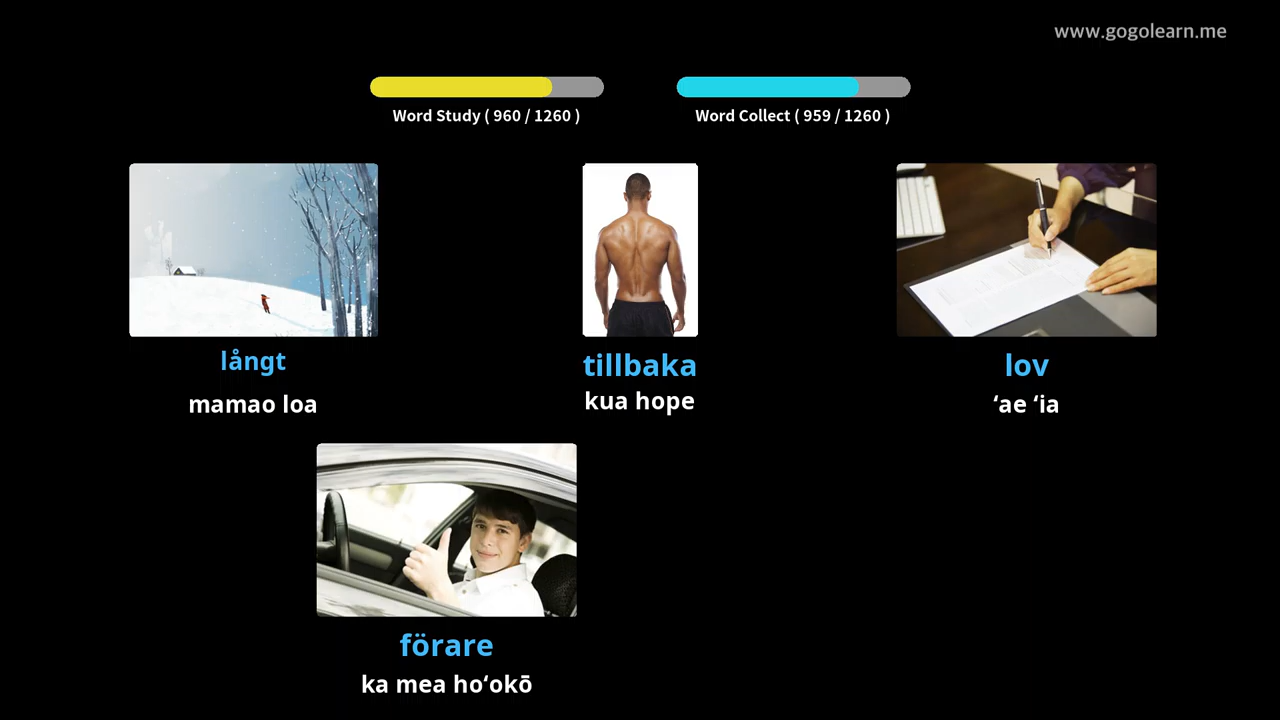 www.gogolearn.me
Word Study ( 960 / 1260 )
Word Collect ( 959 / 1260 )
långt
mamao loa
tillbaka
kua hope
lov
ʻae ʻia
förare
ka mea hoʻokō